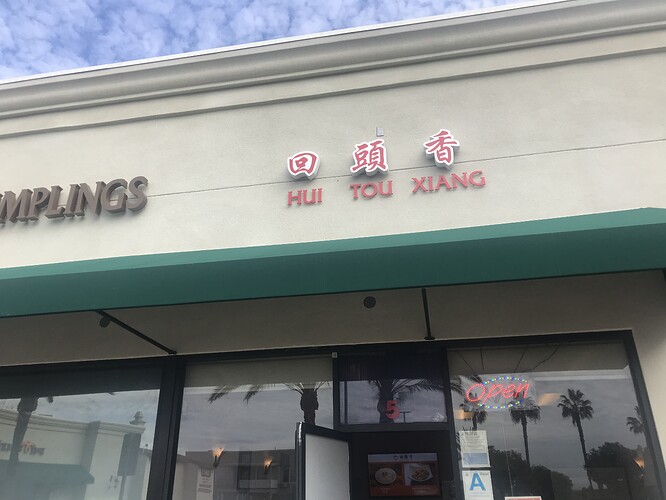 回頭香
HUI TOU XIANG
MPLINGS
Open
5
A